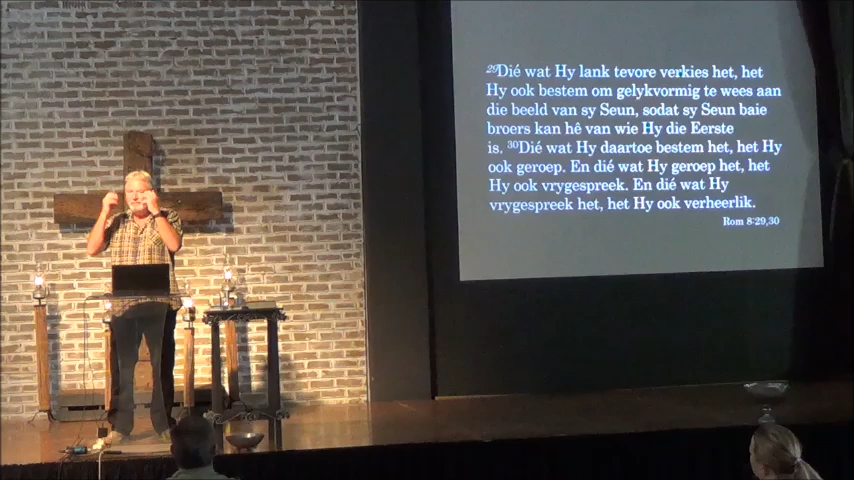 ²⁹Dié wat Hy lank tevore verkies het, het
Hy ook bestem om gelykvormig te wees aan
die beeld van sy Seun, sodat sy Seun baie
broers kan hê van wie Hy die Eerste
is. ³⁰Dié wat Hy daartoe bestem het, het Hy
ook geroep. En dié wat Hy geroep het, het
Hy ook vrygespreek. En dié wat Hy
vrygespreek het, het Hy ook verheerlik.
Rom 8:29,30